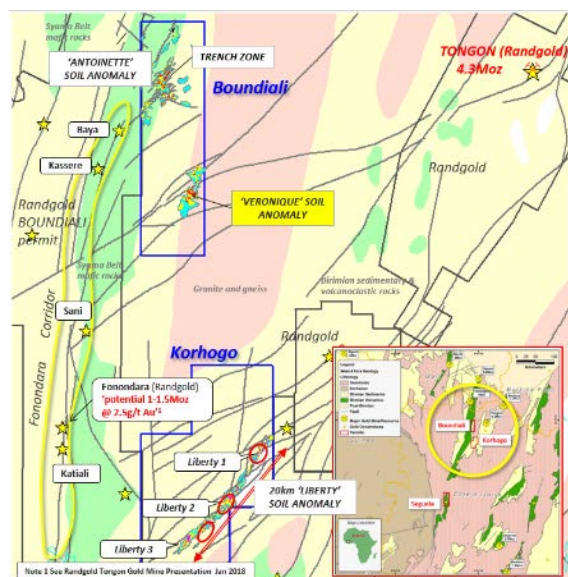 Syama Belt
mafic rocks
'ANTOINETTE'
SOIL ANOMALY
TRENCH ZONE
Boundiali
TONGON (Randgold)
4.3Moz
Baya
Kassere
Randgold
BOUNDIALI
permit
Randgold
'VERONIQUE' SOIL
ANOMALY
Syama Belt
mafic rocks
Granite and gneiss
Birimian sedimentary &
volcanoclastic rocks
Sani
Fonondara Corridor
Korhogo
Randgold
Fonondara (Randgold)
'potential 1-1.5Moz
@ 2.5g/t Au'1
Katiali
Liberty 1
Liberty 2
Liberty 3
20km 'LIBERTY'
SOIL ANOMALY
Legend
Boundiali
Korhogo
Seguela
Note 1 See Randgold Tongon Gold Mine Presentation Jan 2018